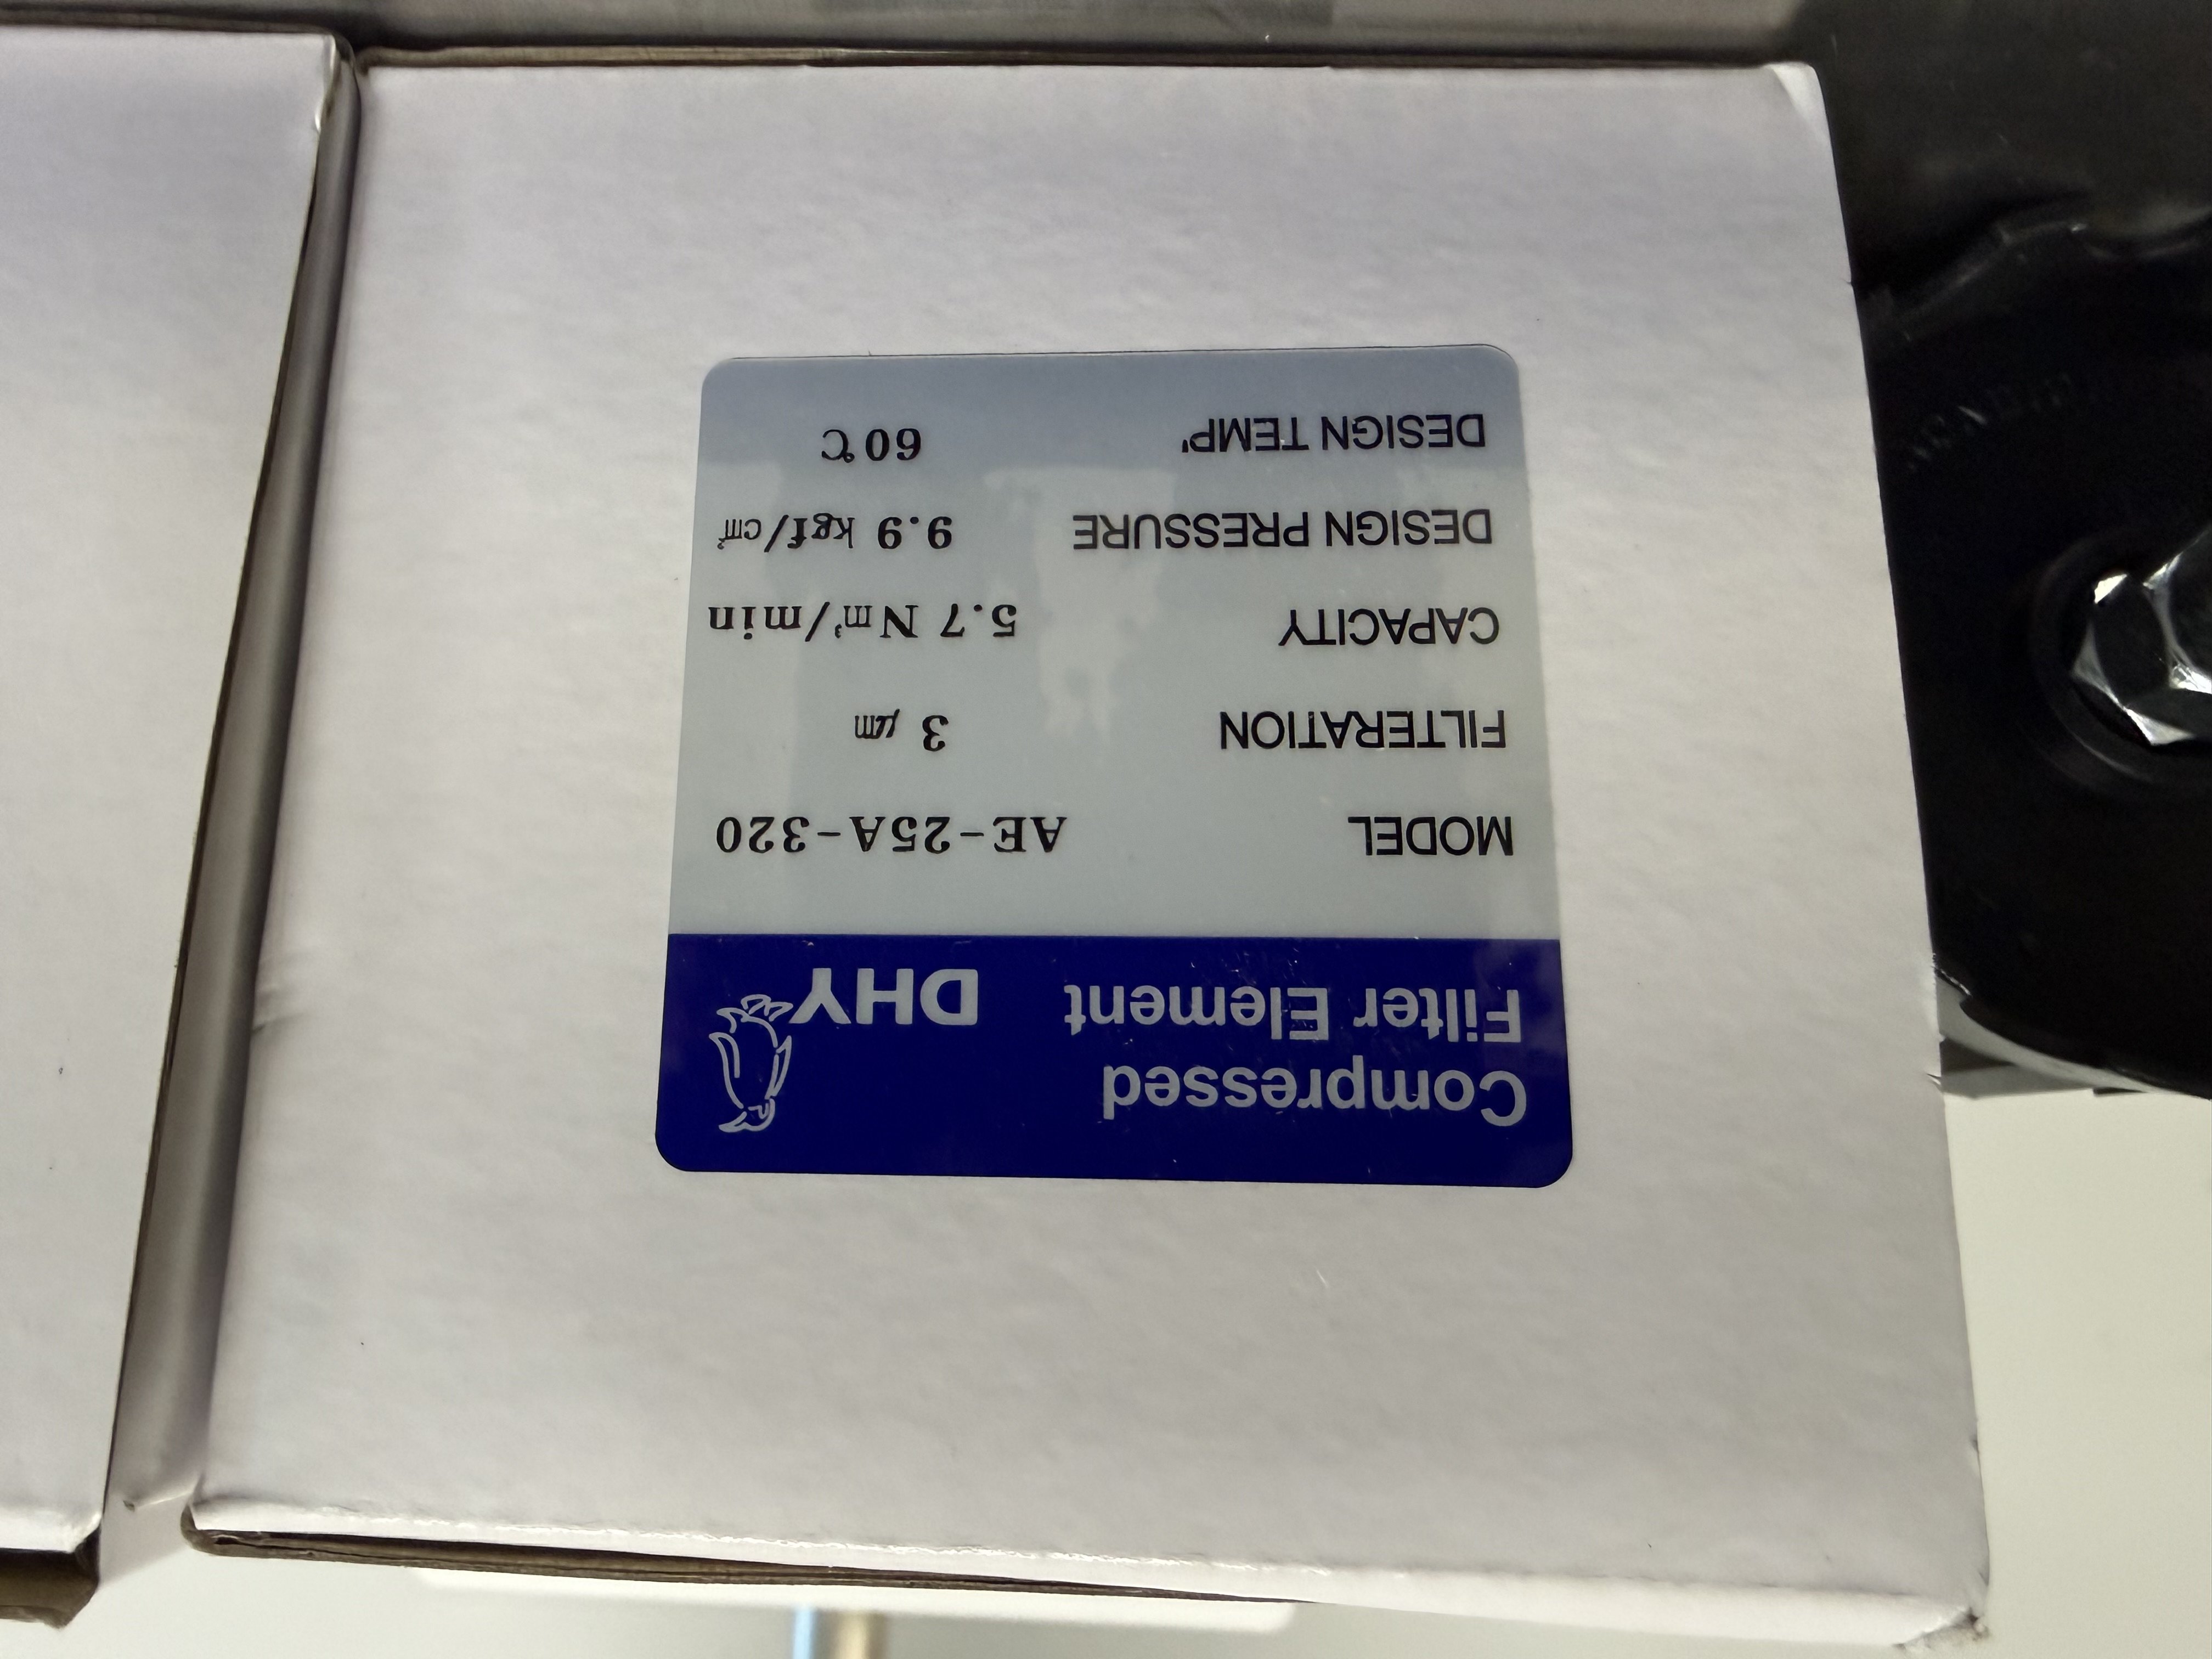 Compressed
Filter Element DHY
MODEL AE-25A-320
FILTERATION 3 ㎛
CAPACITY 5.7 N㎥/min
DESIGN PRESSURE 9.9 kgf/㎠
DESIGN TEMP' 60℃